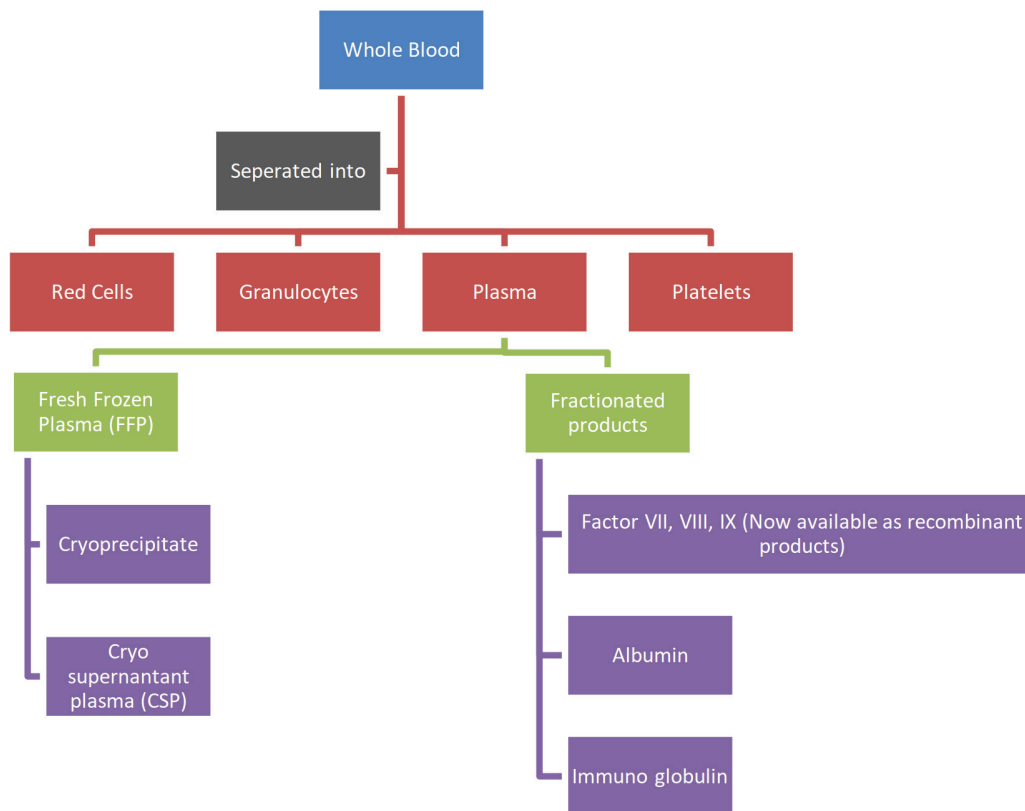 Whole Blood
Seperated into
Red Cells
Granulocytes
Plasma
Platelets
Fresh Frozen
Plasma (FFP)
Fractionated
products
Cryoprecipitate
Cryo
supernantant
plasma (CSP)
Factor VII, VIII, IX (Now available as recombinant
products)
Albumin
Immuno globulin